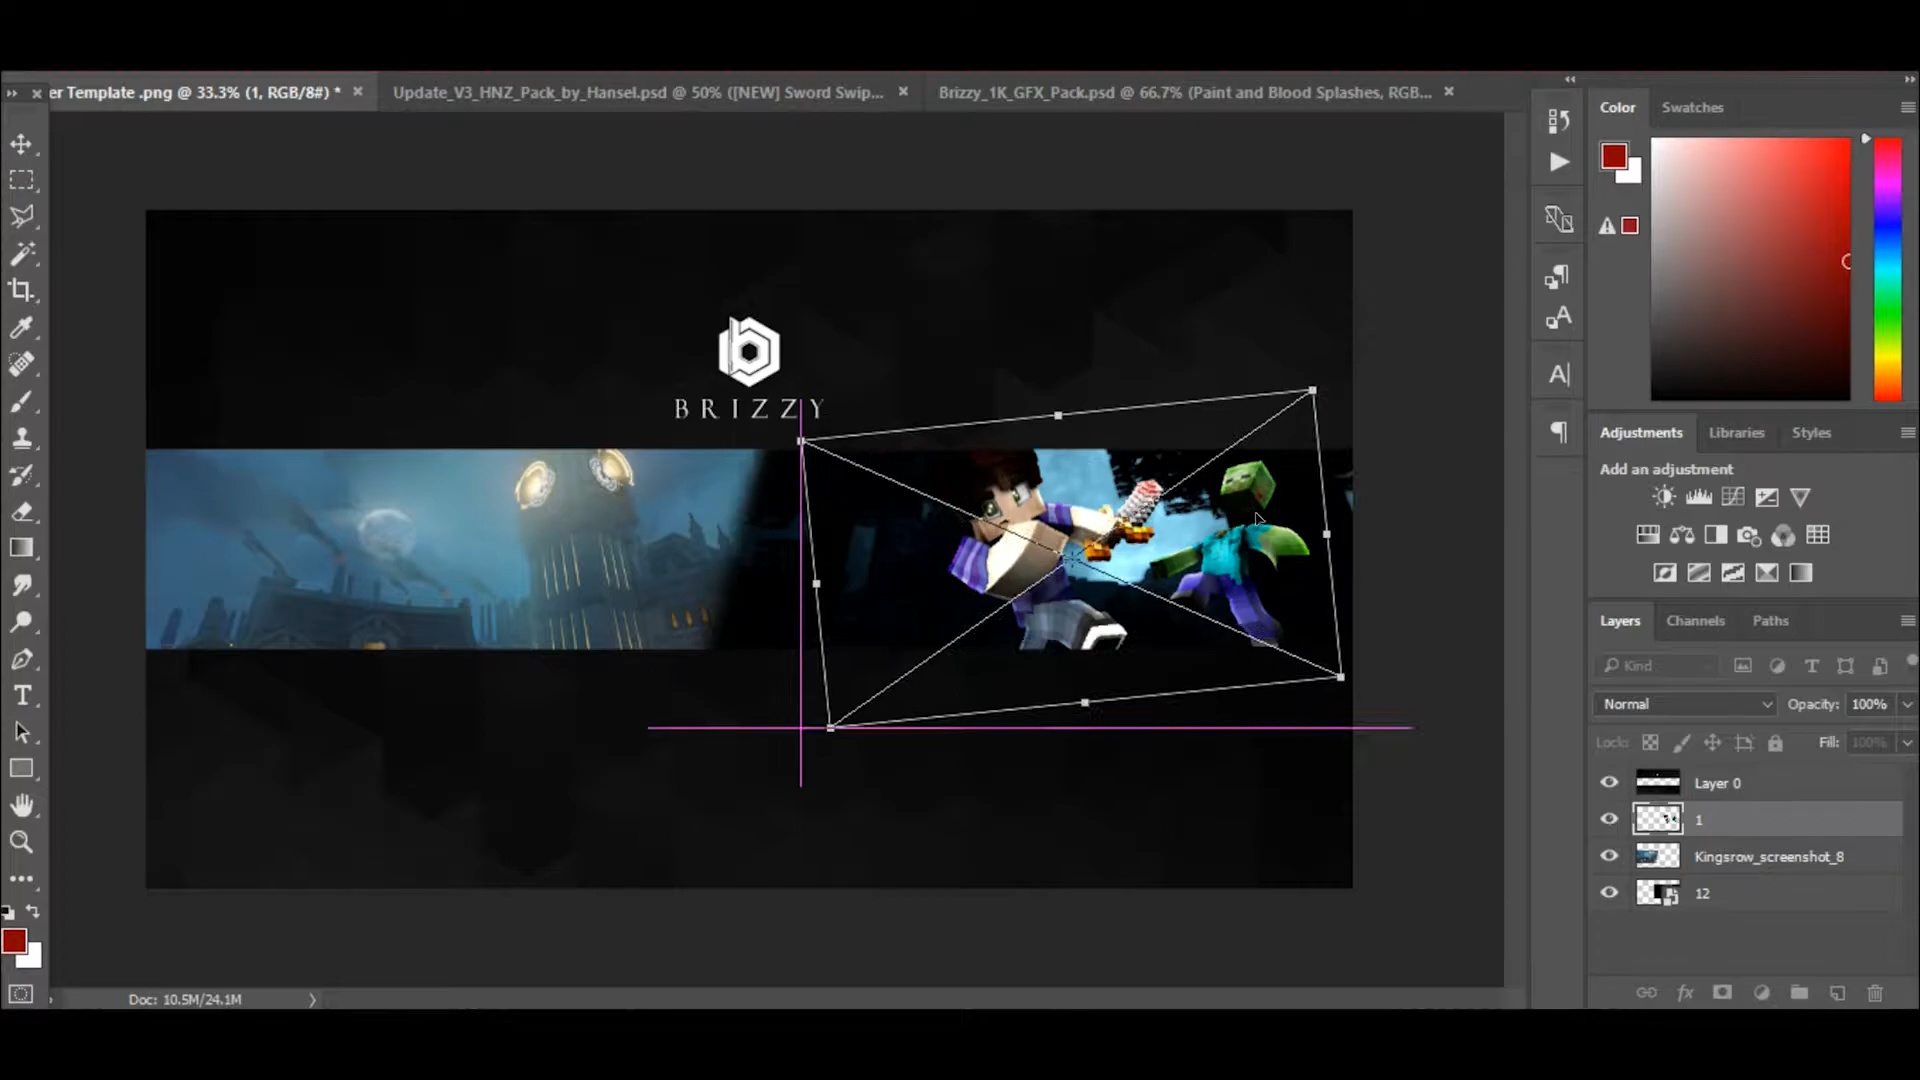 er Template .png @ 33.3% (1, RGB/8#) *
Update_V3_HNZ_Pack_by_Hansel.psd @ 50% ([NEW] Sword Swip...
Brizzy_1K_GFX_Pack.psd @ 66.7% (Paint and Blood Splashes, RGB...
Color
Swatches
BRIZZY
Adjustments
Libraries
Styles
Add an adjustment
Layers
Channels
Paths
Kind
Normal
Opacity:
100%
Lock:
Fill:
100%
Layer 0
1
Kingsrow_screenshot_8
12
Doc: 10.5M/24.1M